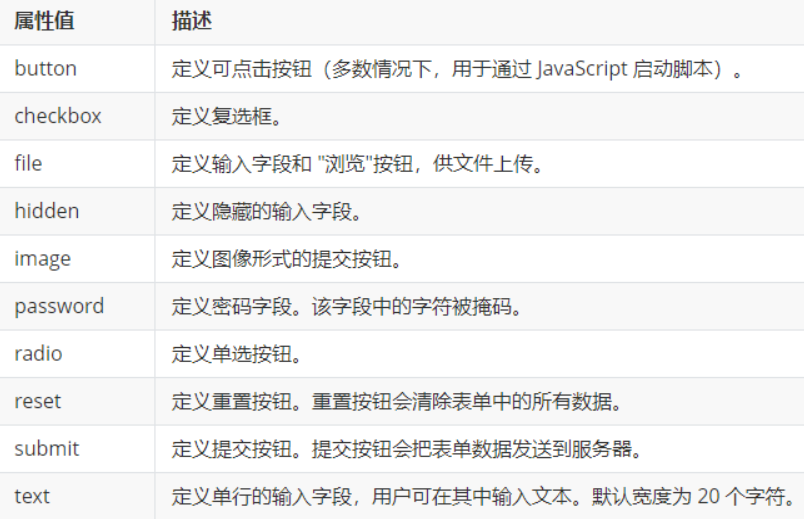 属性值 描述
button 定义可点击按钮（多数情况下，用于通过 JavaScript 启动脚本）。
checkbox 定义复选框。
file 定义输入字段和 "浏览"按钮，供文件上传。
hidden 定义隐藏的输入字段。
image 定义图像形式的提交按钮。
password 定义密码字段。该字段中的字符被掩码。
radio 定义单选按钮。
reset 定义重置按钮。重置按钮会清除表单中的所有数据。
submit 定义提交按钮。提交按钮会把表单数据发送到服务器。
text 定义单行的输入字段，用户可在其中输入文本。默认宽度为 20 个字符。